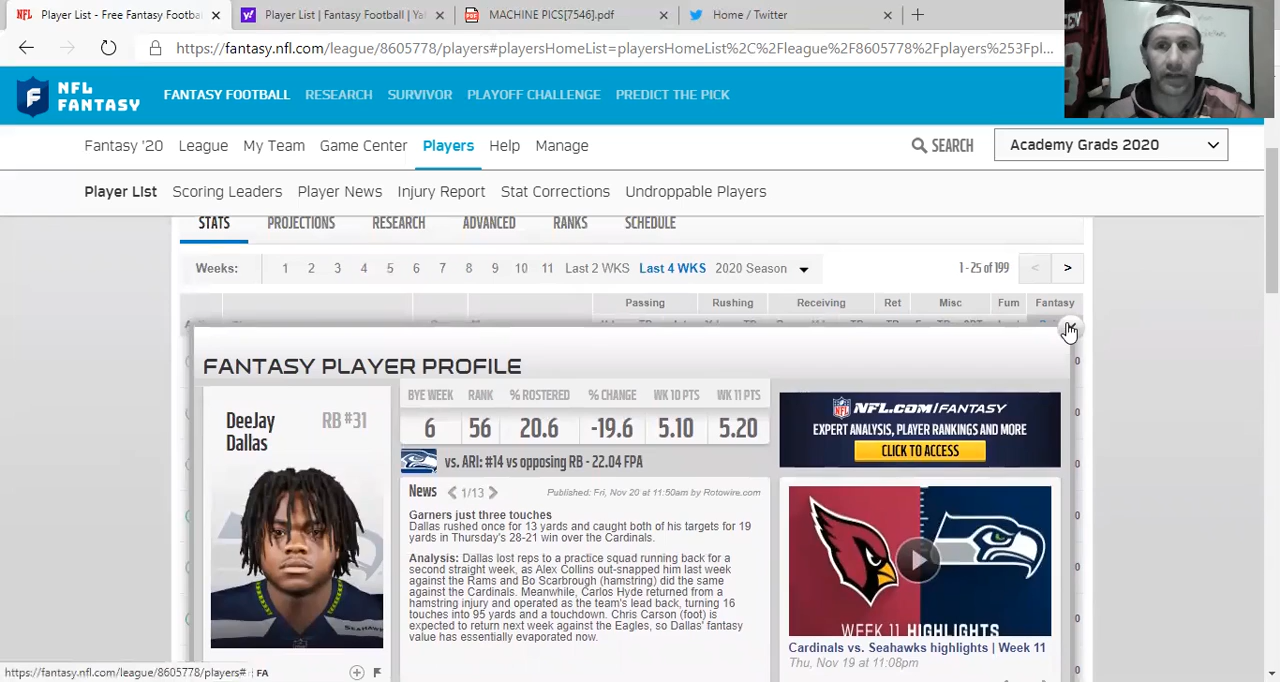 Player List - Free Fantasy Footba
Player List | Fantasy Football | Ya
MACHINE PICS[7546].pdf
Home / Twitter
https://fantasy.nfl.com/league/8605778/players#playersHomeList=playersHomeList%2C%2Fleague%2F8605778%2Fplayers%253Fpl...
NFL FANTASY
FANTASY FOOTBALL RESEARCH SURVIVOR PLAYOFF CHALLENGE PREDICT THE PICK
Fantasy '20 League My Team Game Center Players Help Manage SEARCH Academy Grads 2020
Player List Scoring Leaders Player News Injury Report Stat Corrections Undroppable Players
STATS PROJECTIONS RESEARCH ADVANCED RANKS SCHEDULE
Weeks: 1 2 3 4 5 6 7 8 9 10 11 Last 2 WKS Last 4 WKS 2020 Season 1 - 25 of 199 < >
Passing Rushing Receiving Ret Misc Fum Fantasy
FANTASY PLAYER PROFILE
DeeJay Dallas
RB #31
BYE WEEK RANK % ROSTERED % CHANGE WK 10 PTS WK 11 PTS
6 56 20.6 -19.6 5.10 5.20
vs. ARI: #14 vs opposing RB - 22.04 FPA
News < 1/13 > Published: Fri, Nov 20 at 11:50am by Rotowire.com
Garners just three touches
Dallas rushed once for 13 yards and caught both of his targets for 19
yards in Thursday's 28-21 win over the Cardinals.
Analysis: Dallas lost reps to a practice squad running back for a
second straight week, as Alex Collins out-snapped him last week
against the Rams and Bo Scarbrough (hamstring) did the same
against the Cardinals. Meanwhile, Carlos Hyde returned from a
hamstring injury and operated as the team's lead back, turning 16
touches into 95 yards and a touchdown. Chris Carson (foot) is
expected to return next week against the Eagles, so Dallas' fantasy
value has essentially evaporated now.
NFL.COM/FANTASY
EXPERT ANALYSIS, PLAYER RANKINGS AND MORE
CLICK TO ACCESS
WEEK 11 HIGHLIGHTS
Cardinals vs. Seahawks highlights | Week 11
Thu, Nov 19 at 11:08pm
https://fantasy.nfl.com/league/8605778/players#
FA